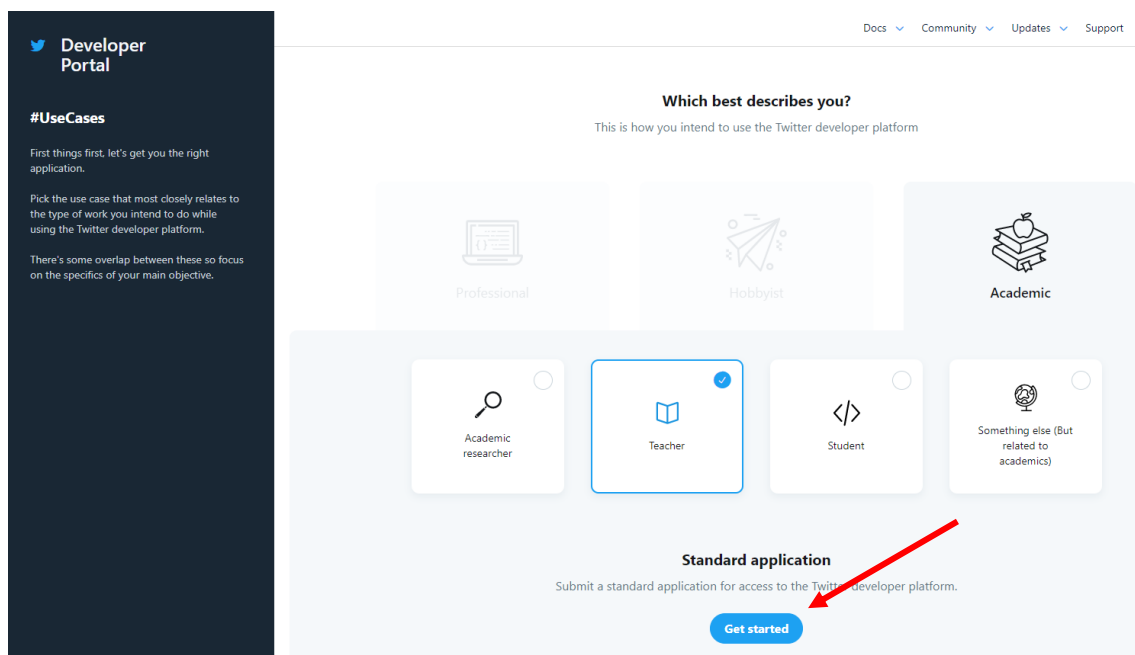 Developer
Portal
Docs
Community
Updates
Support
#UseCases
First things first, let's get you the right
application.
Pick the use case that most closely relates to
the type of work you intend to do while
using the Twitter developer platform.
There's some overlap between these so focus
on the specifics of your main objective.
Which best describes you?
This is how you intend to use the Twitter developer platform
Professional
Hobbyist
Academic
Academic
researcher
Teacher
Student
Something else (But
related to
academics)
Standard application
Submit a standard application for access to the Twitter developer platform.
Get started